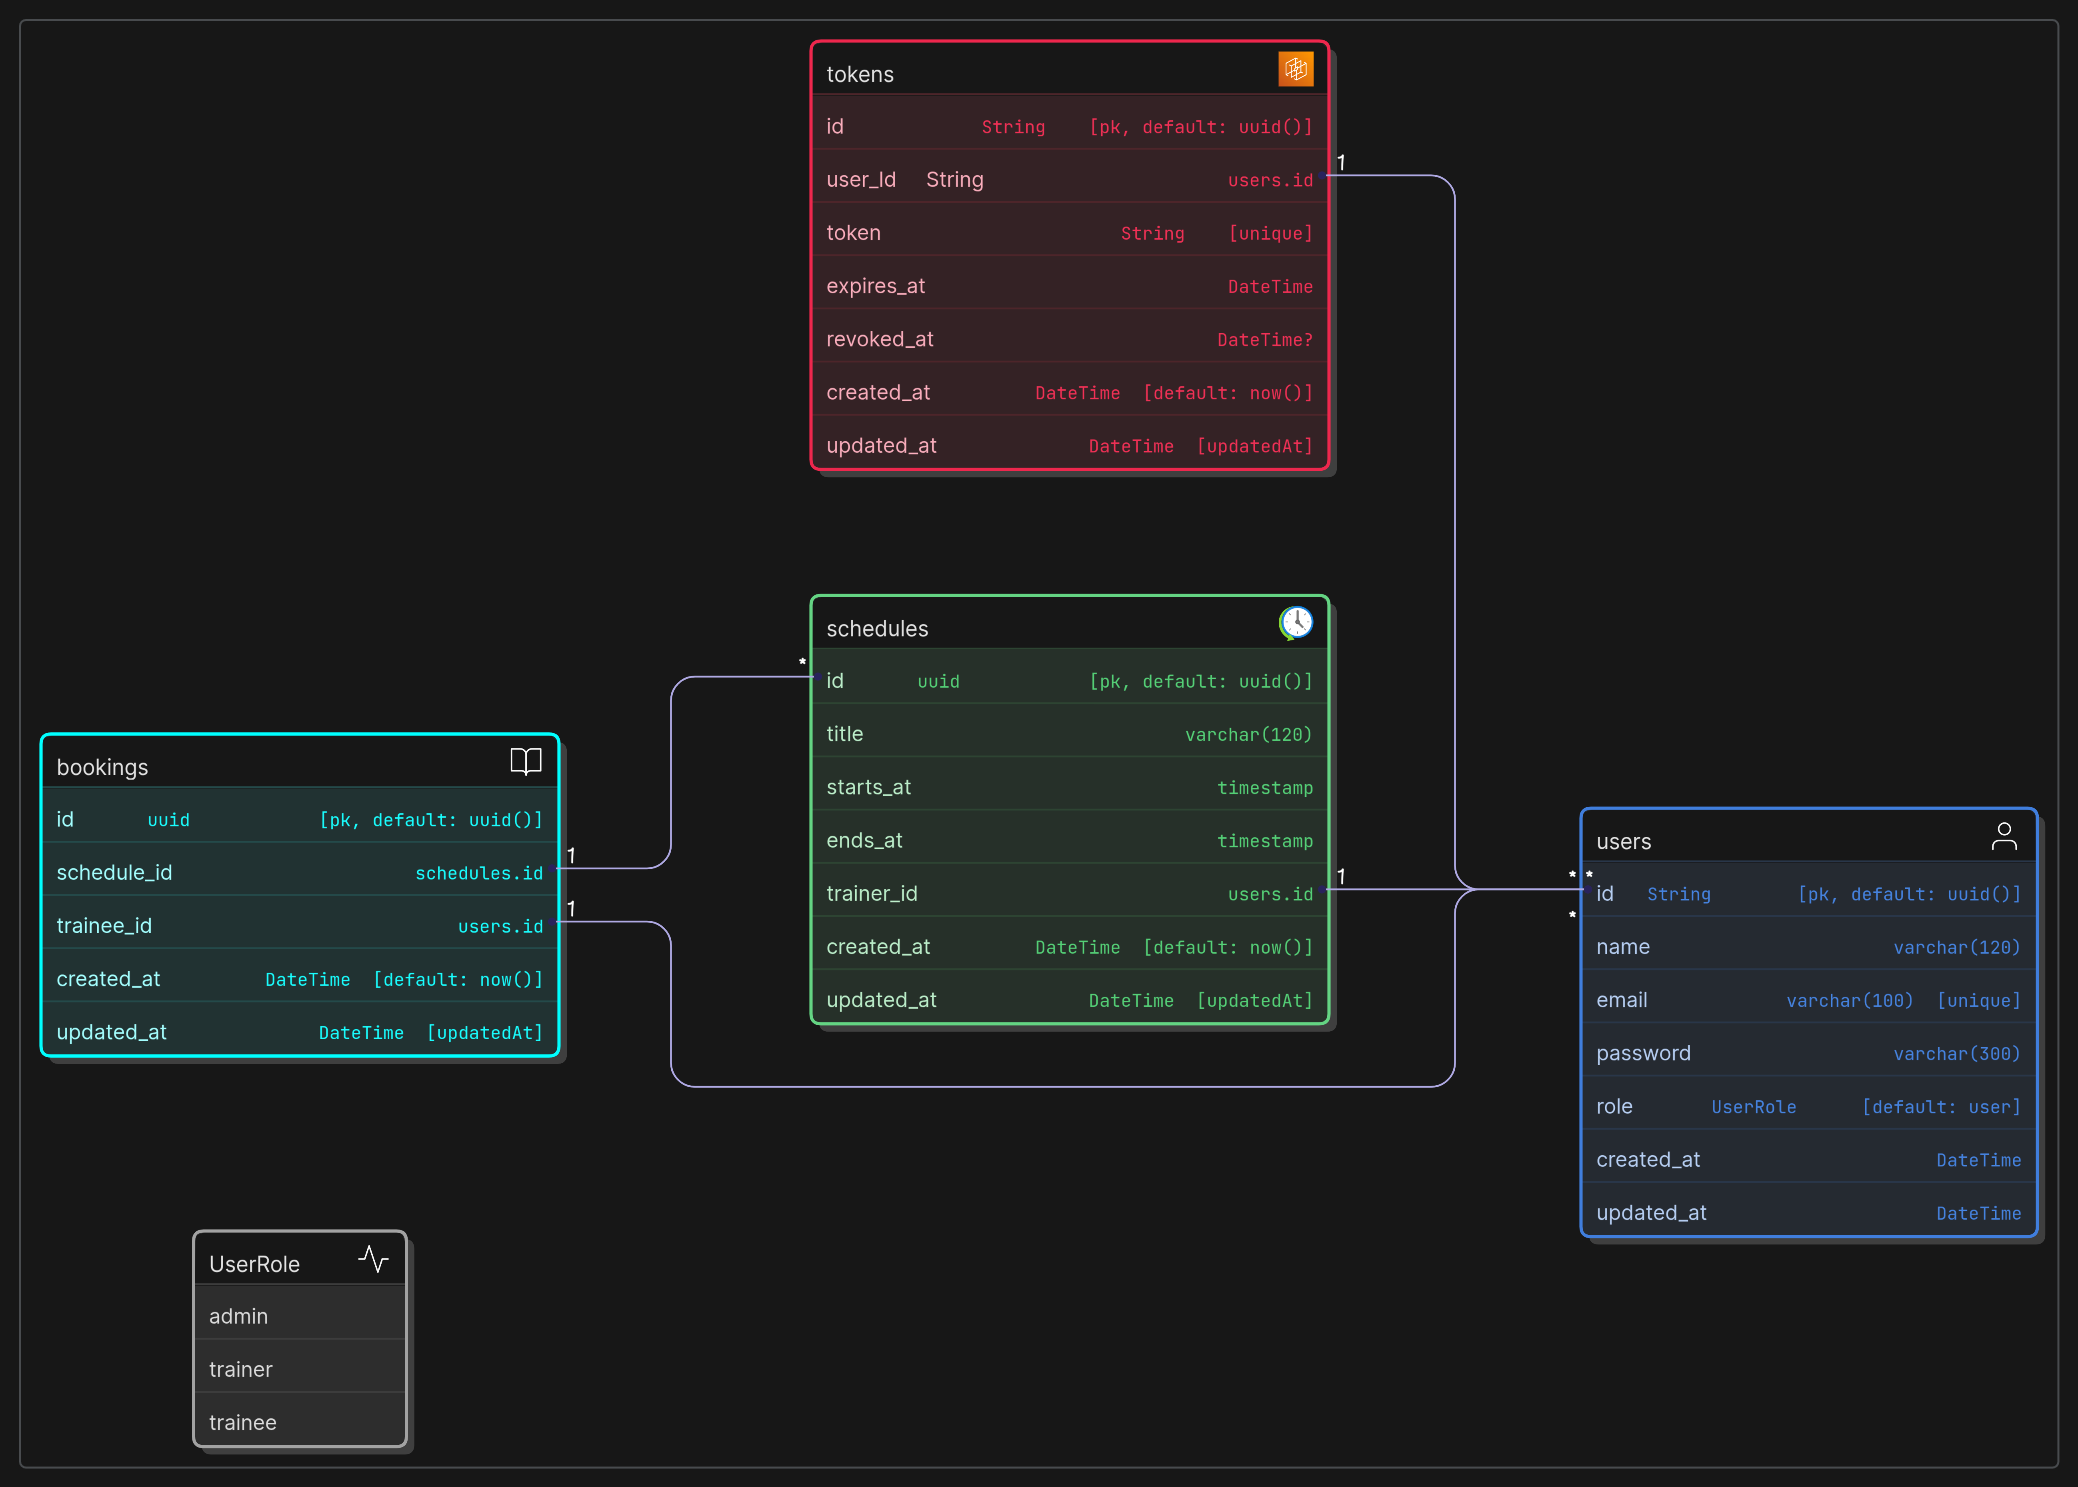 tokens
id String [pk, default: uuid()]
user_Id String users.id
token String [unique]
expires_at DateTime
revoked_at DateTime?
created_at DateTime [default: now()]
updated_at DateTime [updatedAt]
1
schedules
* id uuid [pk, default: uuid()]
title varchar(120)
starts_at timestamp
ends_at timestamp
trainer_id users.id
1
created_at DateTime [default: now()]
updated_at DateTime [updatedAt]
bookings
id uuid [pk, default: uuid()]
1
schedule_id schedules.id
1
trainee_id users.id
created_at DateTime [default: now()]
updated_at DateTime [updatedAt]
users
* *
id String [pk, default: uuid()]
*
name varchar(120)
email varchar(100) [unique]
password varchar(300)
role UserRole [default: user]
created_at DateTime
updated_at DateTime
UserRole
admin
trainer
trainee